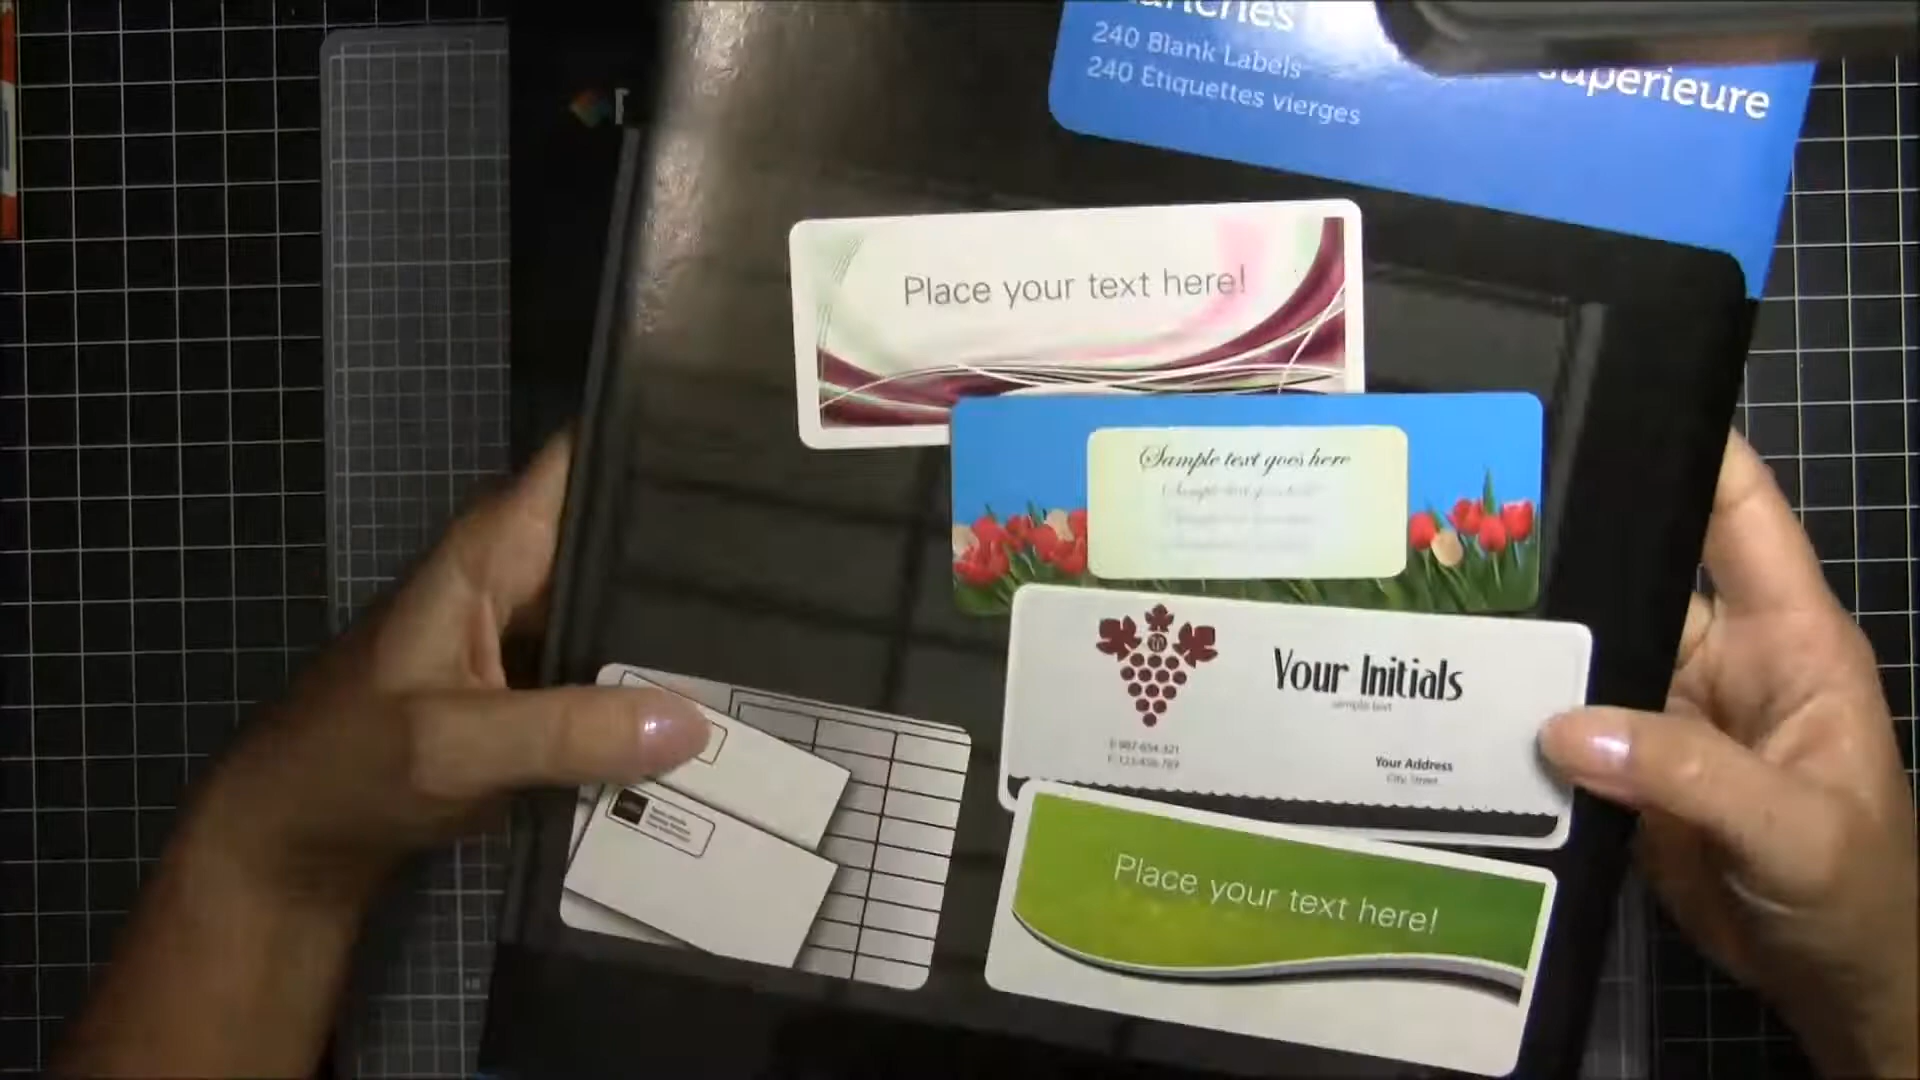 240 Blank Labels
240 Étiquettes vierges
supérieure
Place your text here!
Sample text goes here
Your Initials
sample text
Your Address
City, Street
Place your text here!